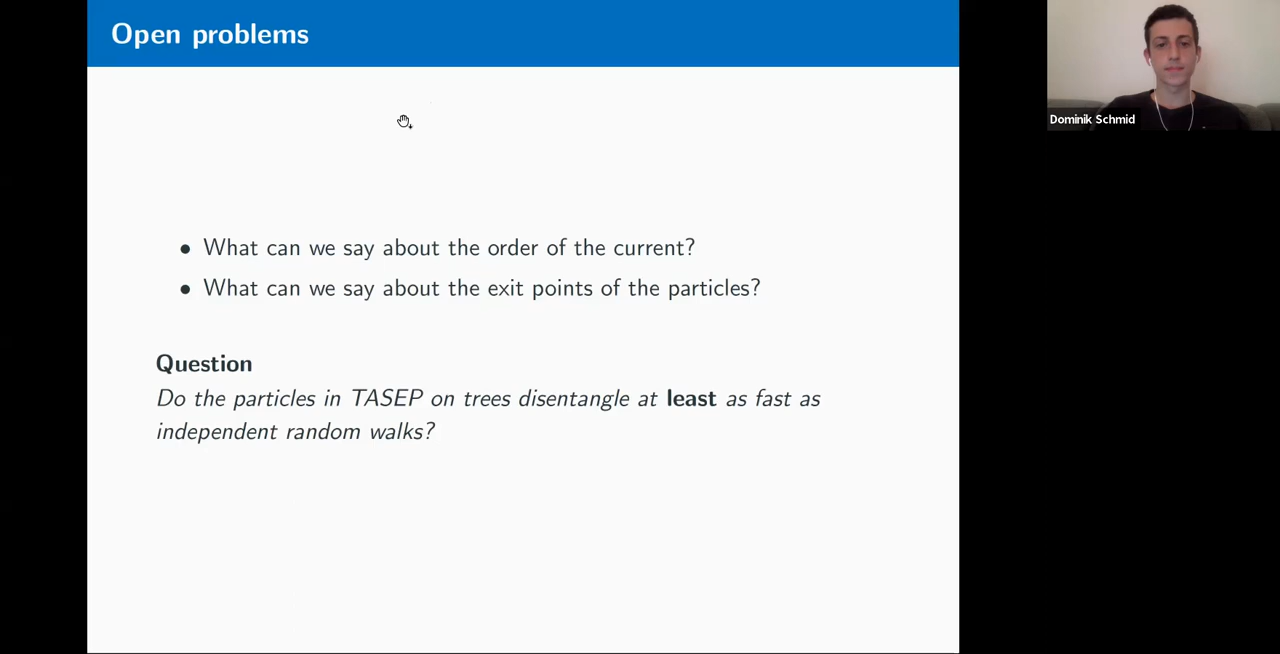 Open problems
Dominik Schmid
• What can we say about the order of the current?
• What can we say about the exit points of the particles?
Question
Do the particles in TASEP on trees disentangle at least as fast as
independent random walks?